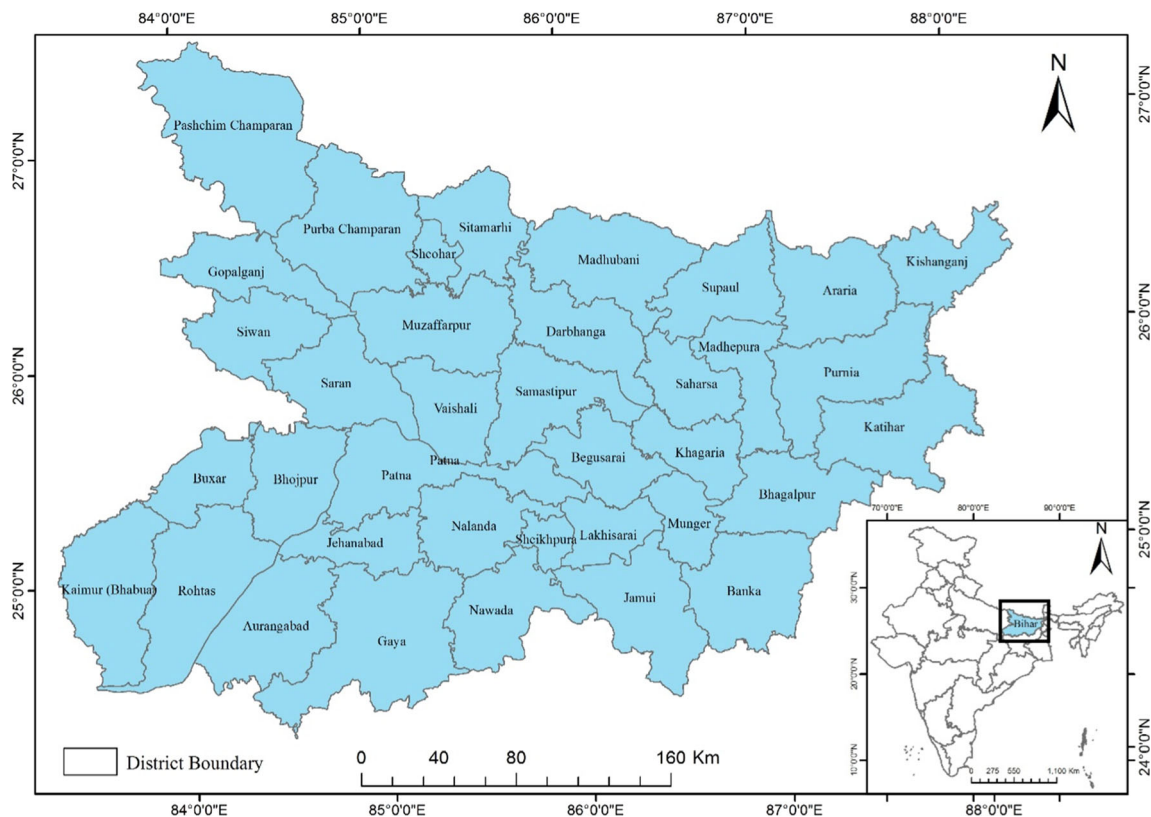 84°0'0"E 85°0'0"E 86°0'0"E 87°0'0"E 88°0'0"E
N
27°0'0"N
27°0'0"N
Pashchim Champaran
Purba Champaran
Sitamarhi
Sheohar
Madhubani
Kishanganj
Gopalganj
Supaul
Araria
26°0'0"N
Siwan
Muzaffarpur
Darbhanga
Madhepura
26°0'0"N
Saran
Saharsa
Purnia
Vaishali
Samastipur
Katihar
Patna
Begusarai
Khagaria
Buxar
Bhojpur
Patna
Bhagalpur
Nalanda
Munger
Sheikhpura
Lakhisarai
Jehanabad
25°0'0"N
25°0'0"N
Kaimur (Bhabua)
Rohtas
Nawada
Jamui
Banka
Aurangabad
Gaya
70°0'0"E 80°0'0"E 90°0'0"E
N
30°0'0"N
Bihar
20°0'0"N
10°0'0"N
0 275 550 1,100 Km
24°0'0"N
District Boundary
0 40 80 160 Km
84°0'0"E 85°0'0"E 86°0'0"E 87°0'0"E 88°0'0"E